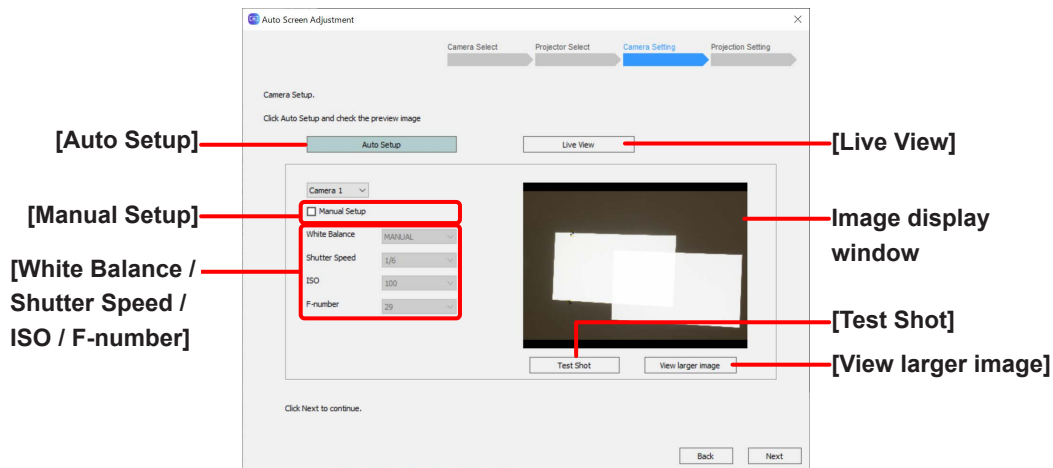 Auto Screen Adjustment
Camera Select
Projector Select
Camera Setting
Projection Setting
Camera Setup.
Click Auto Setup and check the preview image
[Auto Setup]
Auto Setup
Live View
[Live View]
Camera 1
[Manual Setup]
Manual Setup
Image display
window
[White Balance /
Shutter Speed /
ISO / F-number]
White Balance
MANUAL
Shutter Speed
1/6
ISO
100
F-number
29
[Test Shot]
Test Shot
View larger image
[View larger image]
Click Next to continue.
Back
Next